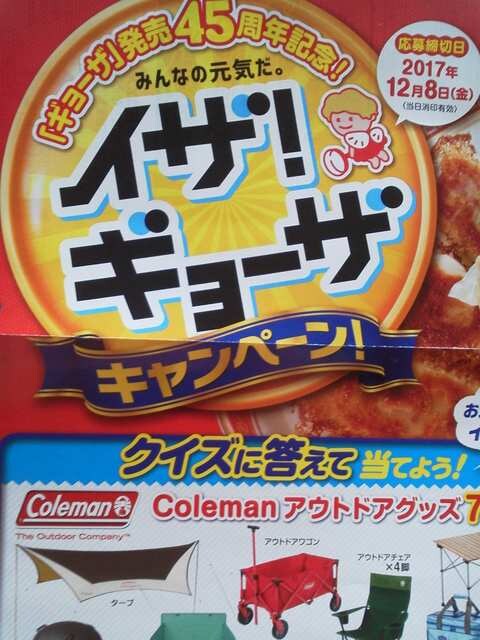 「ギョーザ」発売45周年記念!
応募締切日
2017年
12月8日(金)
(当日消印有効)
みんなの元気だ。
イザ!
ギョーザ
キャンペーン!
お
イ
クイズに答えて当てよう!
Coleman
The Outdoor Company™
Coleman アウトドアグッズ7
タープ
アウトドアワゴン
アウトドアチェア
×4脚